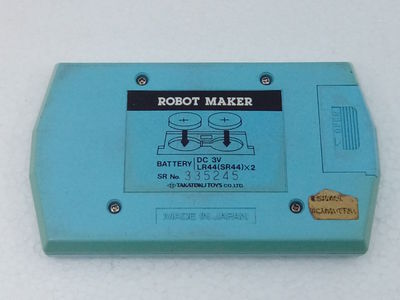 ROBOT MAKER
BATTERY DC 3V
LR44(SR44)×2
SR No. 335245
TAKATOKU TOYS CO.,LTD.
MADE IN JAPAN